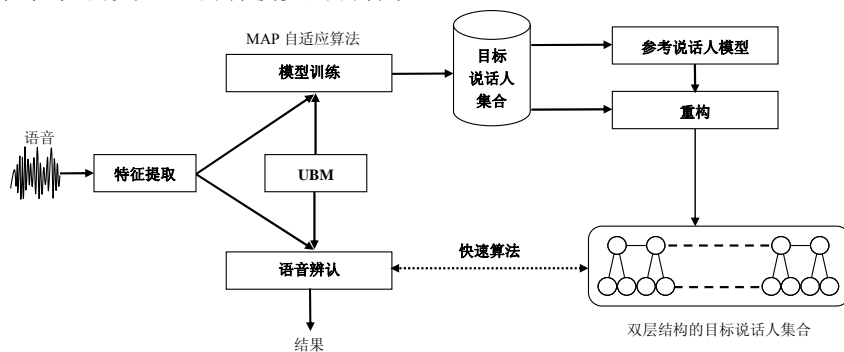 MAP 自适应算法
模型训练
目标
说话人
集合
参考说话人模型
重构
语音
特征提取
UBM
语音辨认
快速算法
结果
双层结构的目标说话人集合